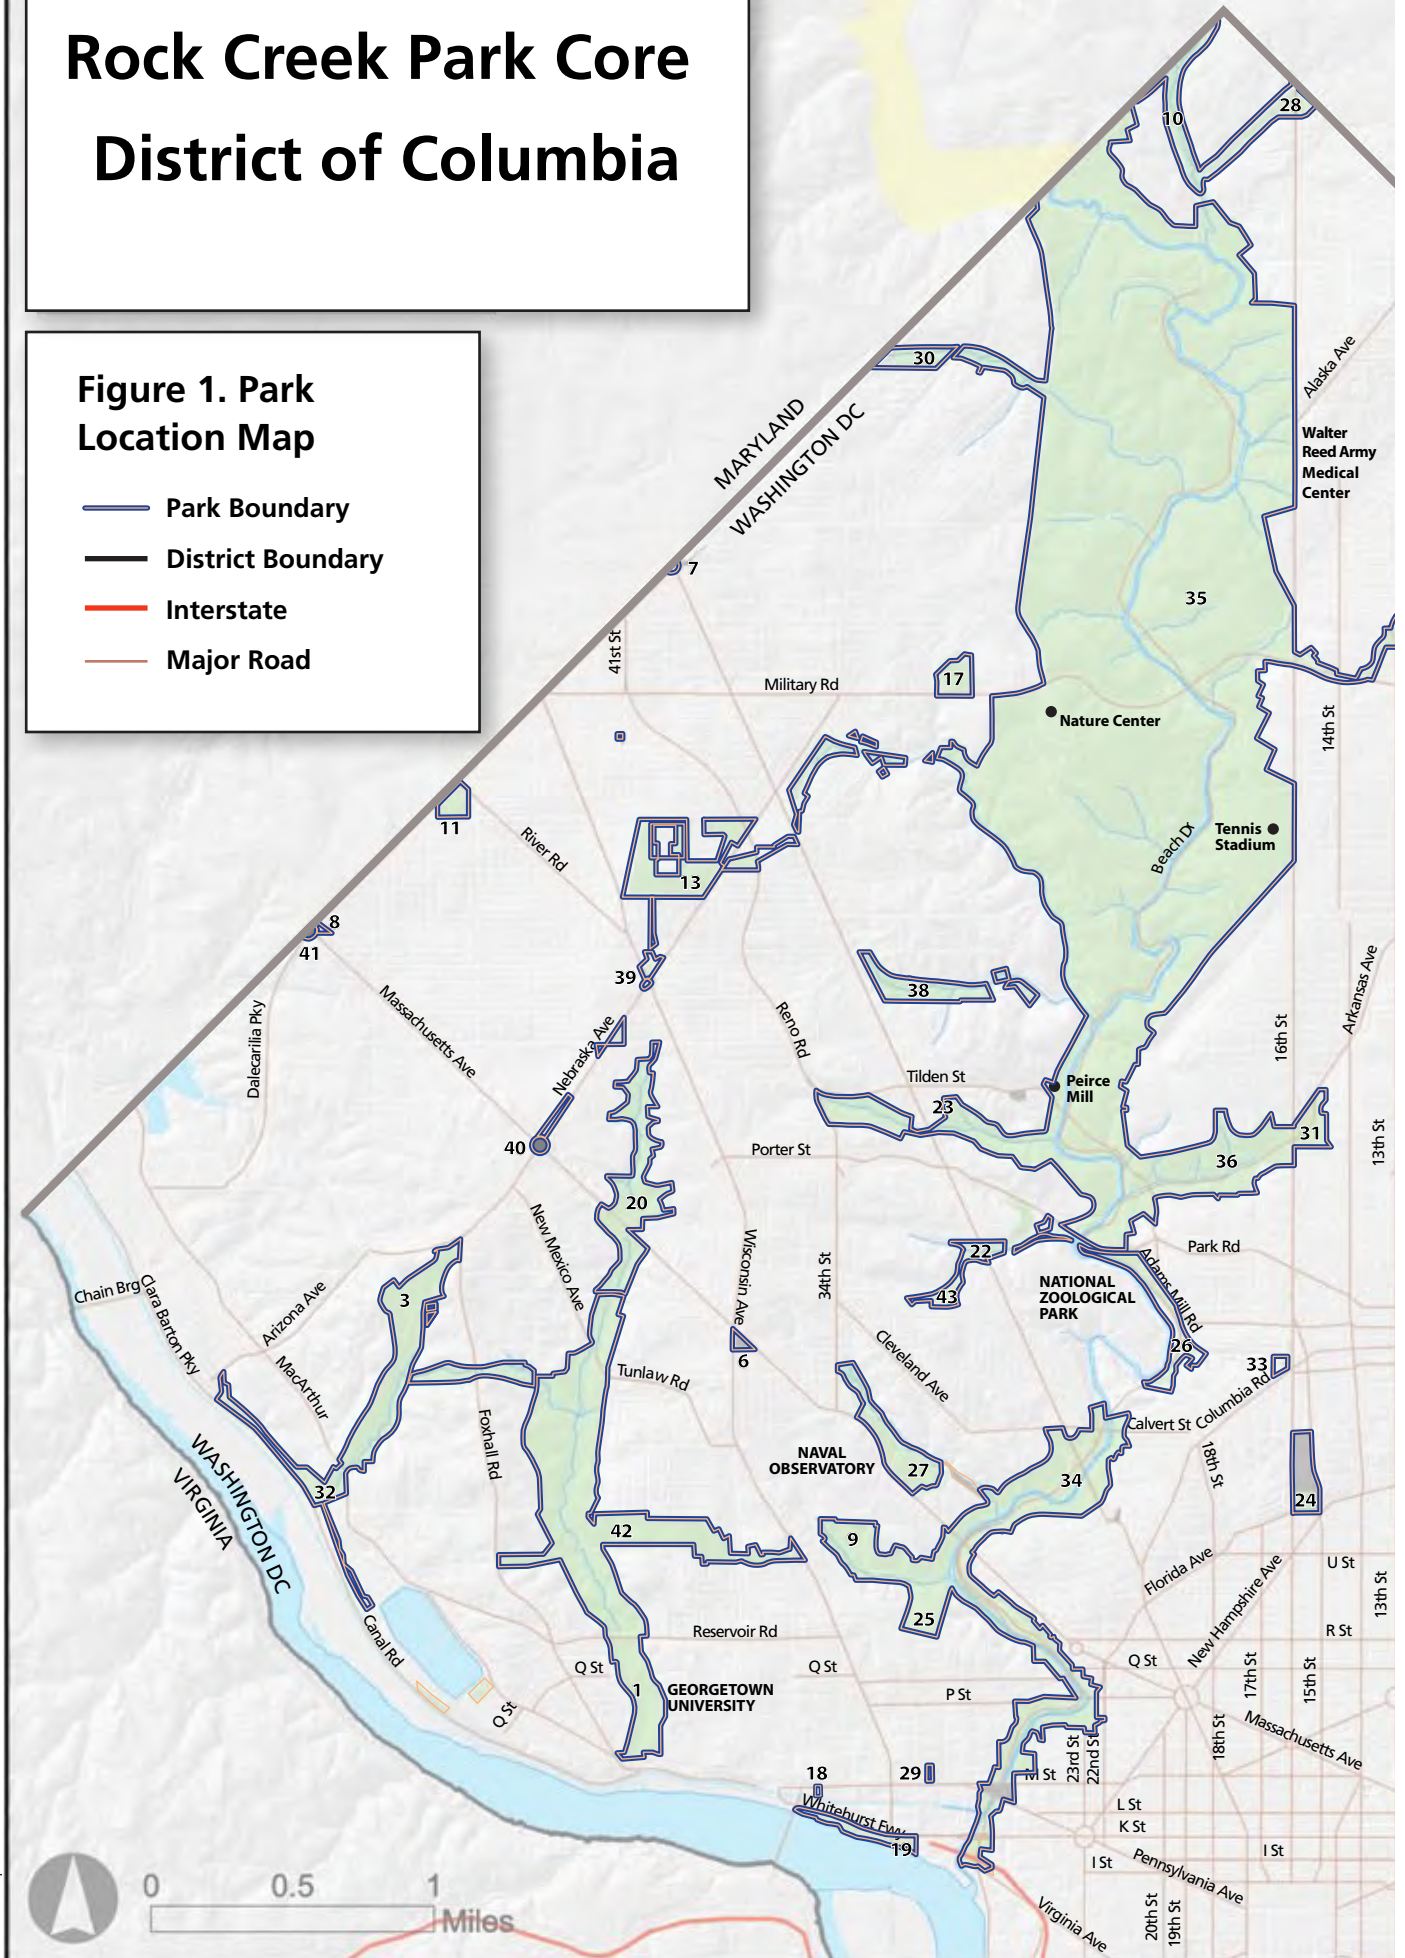 Rock Creek Park Core
District of Columbia
Figure 1. Park
Location Map
Park Boundary
District Boundary
Interstate
Major Road
28
10
30
Alaska Ave
MARYLAND
WASHINGTON DC
Walter
Reed Army
Medical
Center
7
35
41st St
17
Military Rd
Nature Center
14th St
11
River Rd
Beach Dr
Tennis
Stadium
13
8
41
39
38
Massachusetts Ave
Dalecarilia Pky
Nebraska Ave
Reno Rd
16th St
Arkansas Ave
Tilden St
Peirce
Mill
23
40
Porter St
31
36
13th St
20
New Mexico Ave
Wisconsin Ave
34th St
22
Park Rd
Adams Mill Rd
NATIONAL
ZOOLOGICAL
PARK
43
Chain Brg
Clara Barton Pky
3
Arizona Ave
MacArthur
6
Cleveland Ave
26
33
Tunlaw Rd
Columbia Rd
Calvert St
Foxhall Rd
18th St
NAVAL
OBSERVATORY
27
34
WASHINGTON DC
VIRGINIA
32
24
42
9
Florida Ave
New Hampshire Ave
U St
13th St
25
Canal Rd
Reservoir Rd
R St
Q St
Q St
Q St
Q St
17th St
15th St
1
GEORGETOWN
UNIVERSITY
P St
Massachusetts Ave
18th St
23rd St
22nd St
18
29
M St
Whitehurst Fwy
L St
K St
19
I St
I St
Pennsylvania Ave
Virginia Ave
20th St
19th St
0 0.5 1
Miles